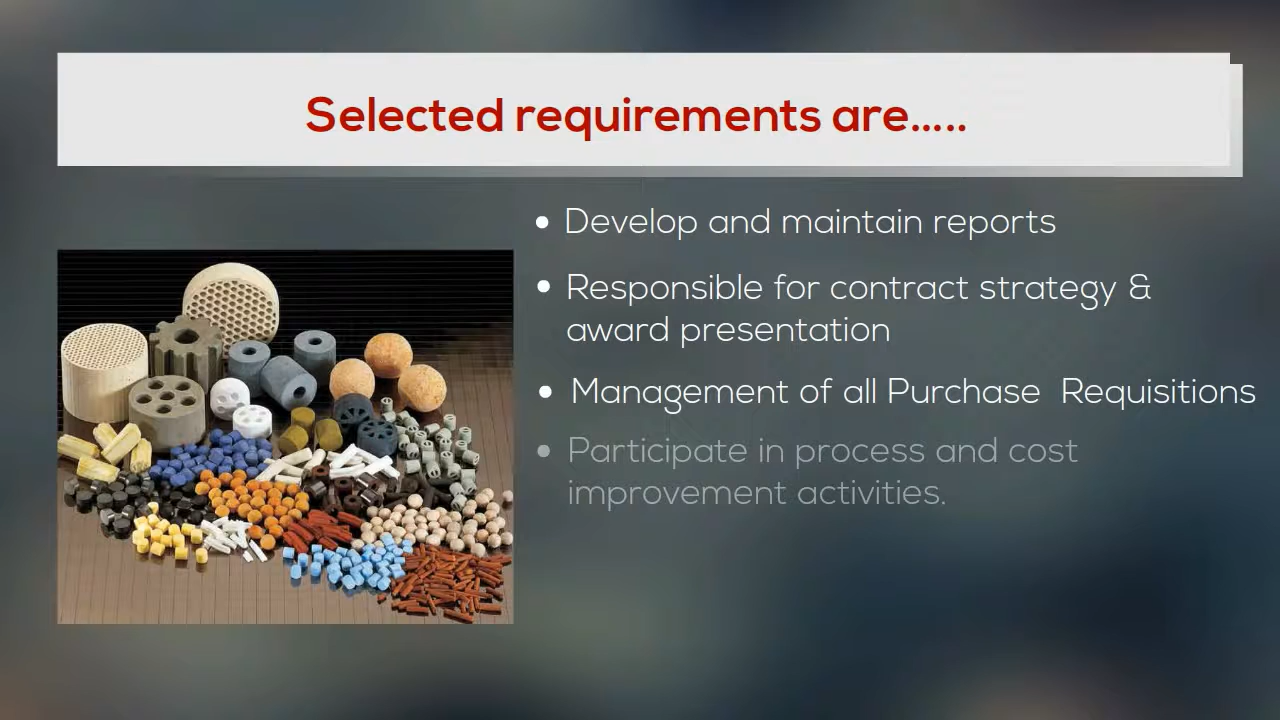 Selected requirements are.....
• Develop and maintain reports
• Responsible for contract strategy &
award presentation
• Management of all Purchase  Requisitions
• Participate in process and cost
improvement activities.